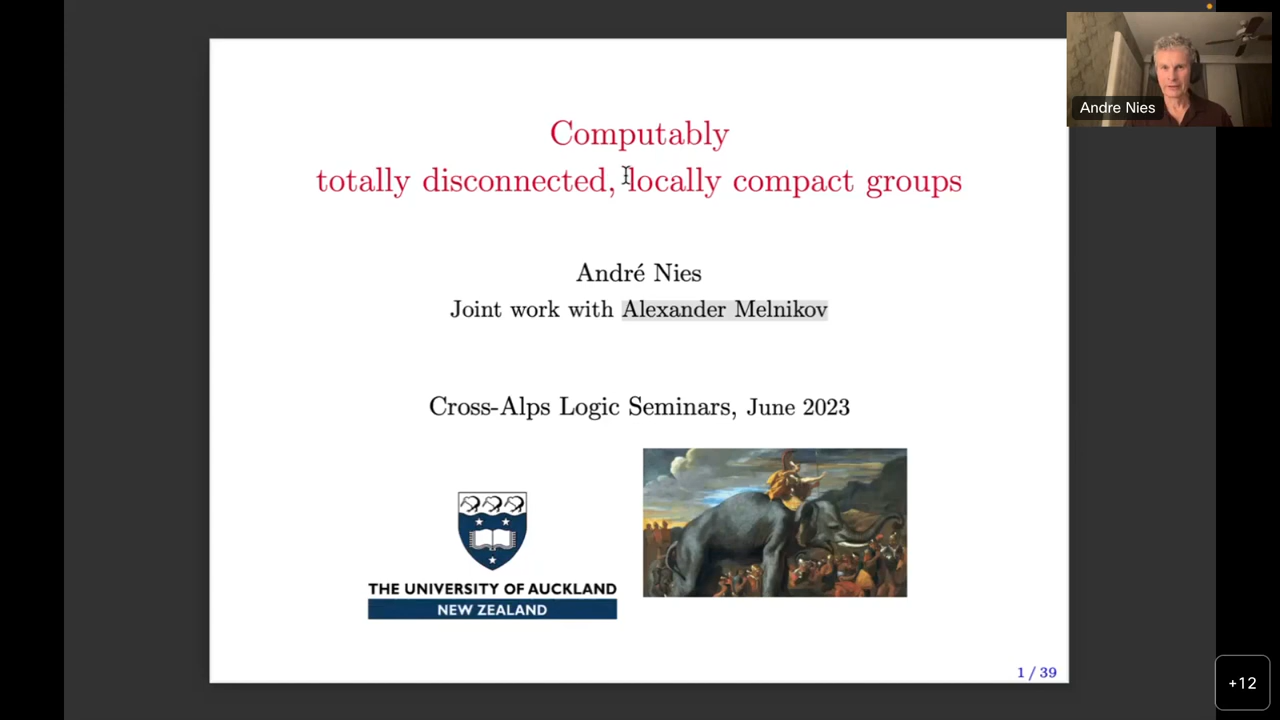 Computably
totally disconnected, locally compact groups
André Nies
Joint work with Alexander Melnikov
Cross-Alps Logic Seminars, June 2023
THE UNIVERSITY OF AUCKLAND
NEW ZEALAND
1 / 39
Andre Nies
+12